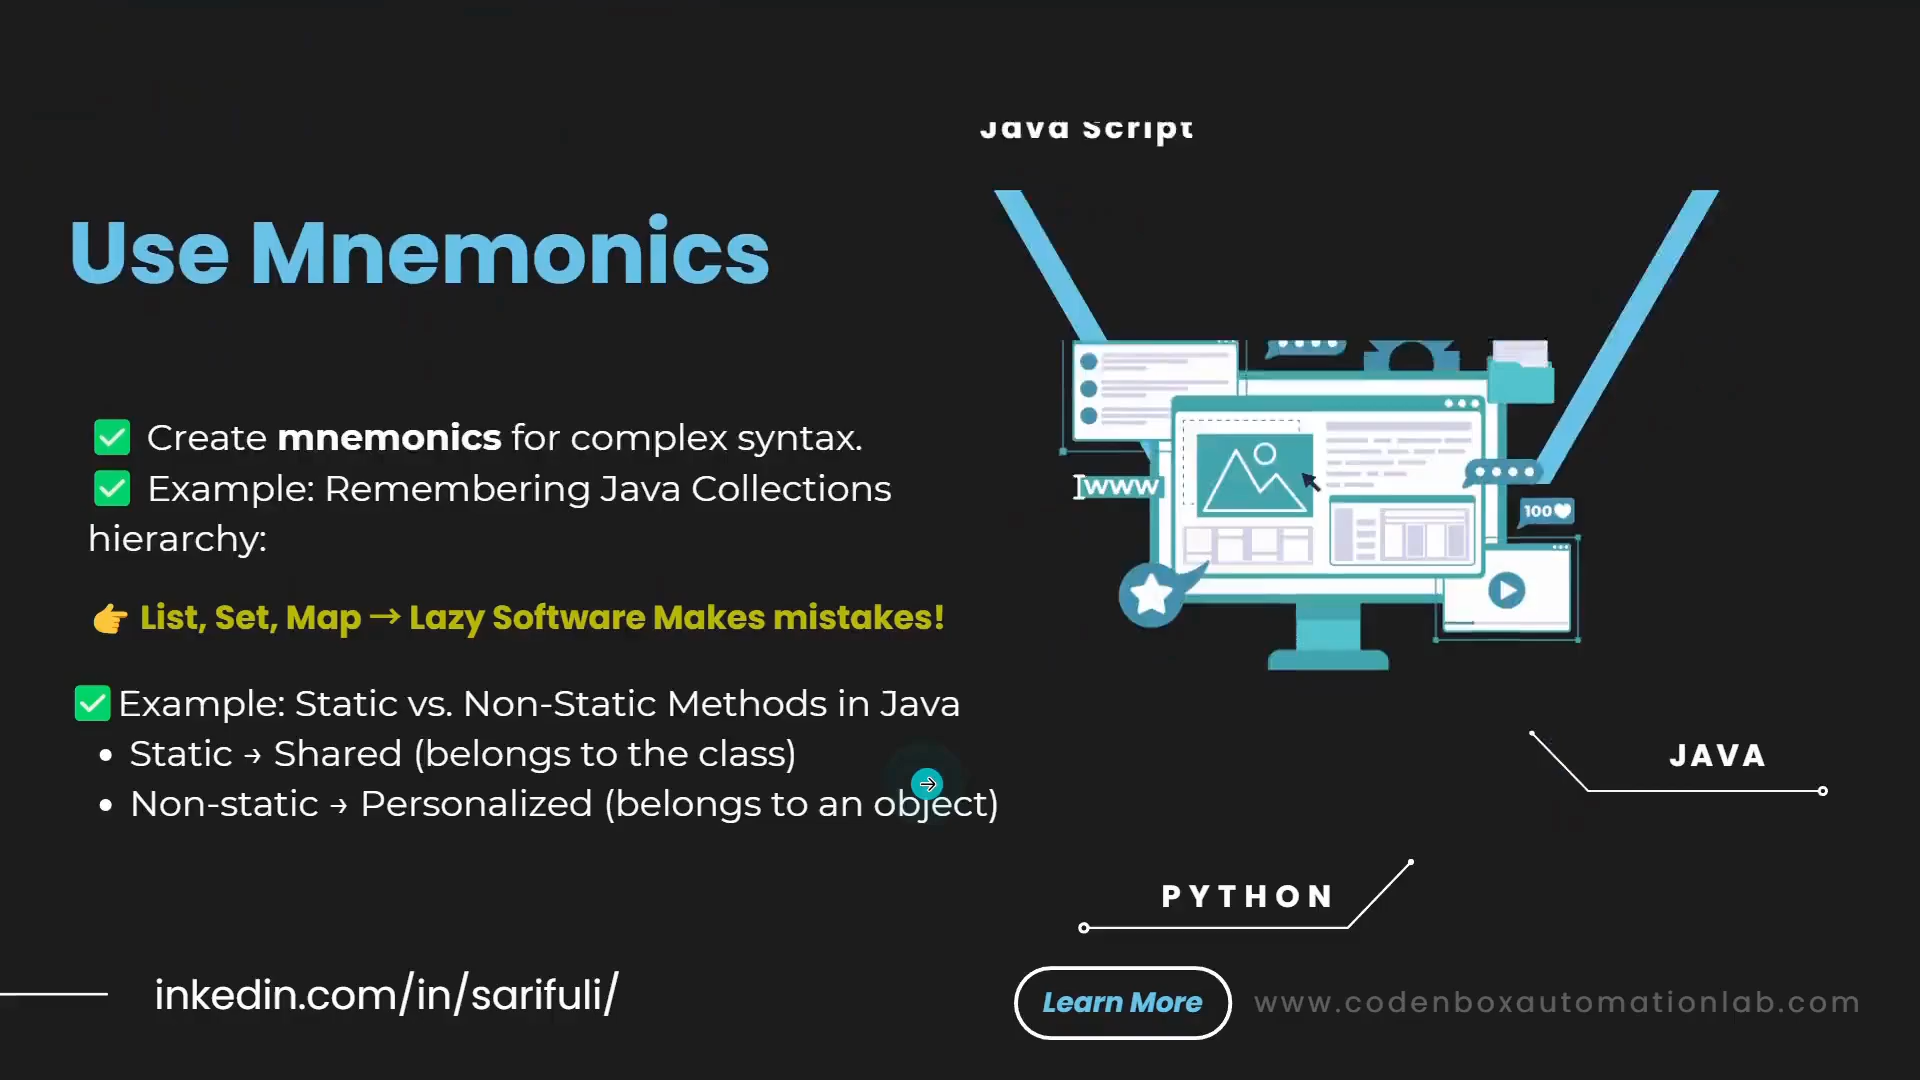 Java Script
Use Mnemonics
✅ Create mnemonics for complex syntax.
✅ Example: Remembering Java Collections
hierarchy:
👉 List, Set, Map → Lazy Software Makes mistakes!
✅ Example: Static vs. Non-Static Methods in Java
• Static → Shared (belongs to the class)
• Non-static → Personalized (belongs to an object)
WWW
100
JAVA
PYTHON
inkedin.com/in/sarifuli/
Learn More
www.codenboxautomationlab.com